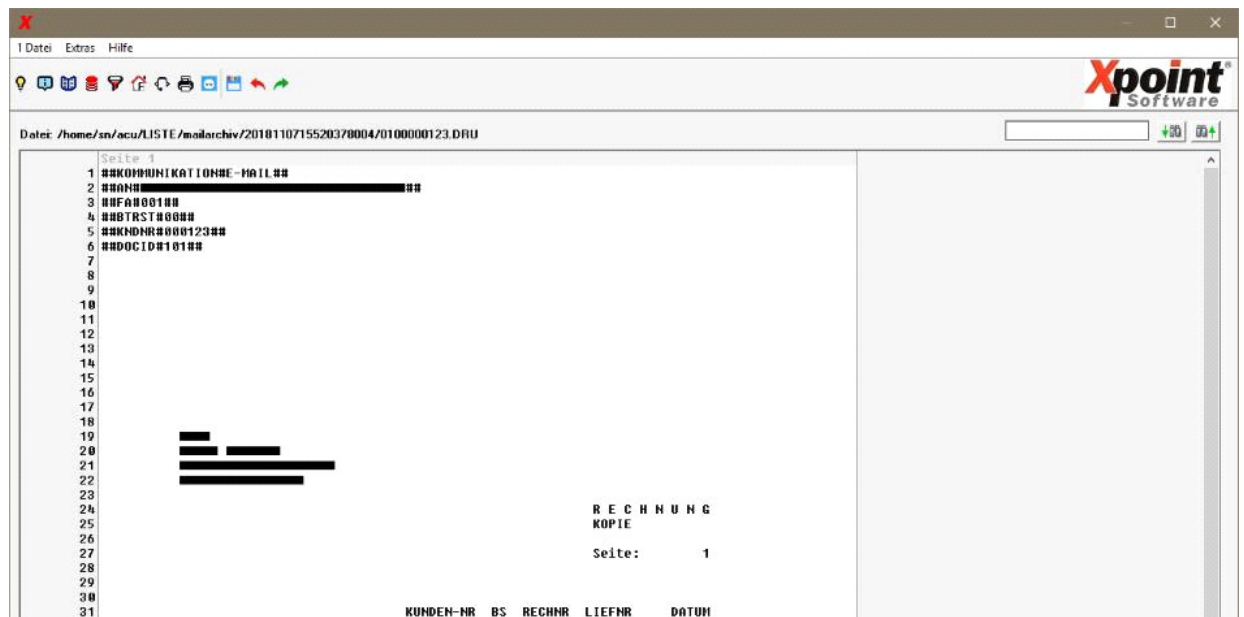 X
1 Datei Extras Hilfe
Xpoint®
Software
Datei: /home/sn/acu/LISTE/mailarchiv/2018110715520378004/0100000123.DRU
Seite 1
1 ##KOMMUNIKATION#E-MAIL##
2 ##AN# ##
3 ##FA#001##
4 ##BTRST#00##
5 ##KNDNR#000123##
6 ##DOCID#101##
7
8
9
10
11
12
13
14
15
16
17
18
19
20
21
22
23
24 R E C H N U N G
25 KOPIE
26
27 Seite: 1
28
29
30
31 KUNDEN-NR BS RECHNR LIEFNR DATUM